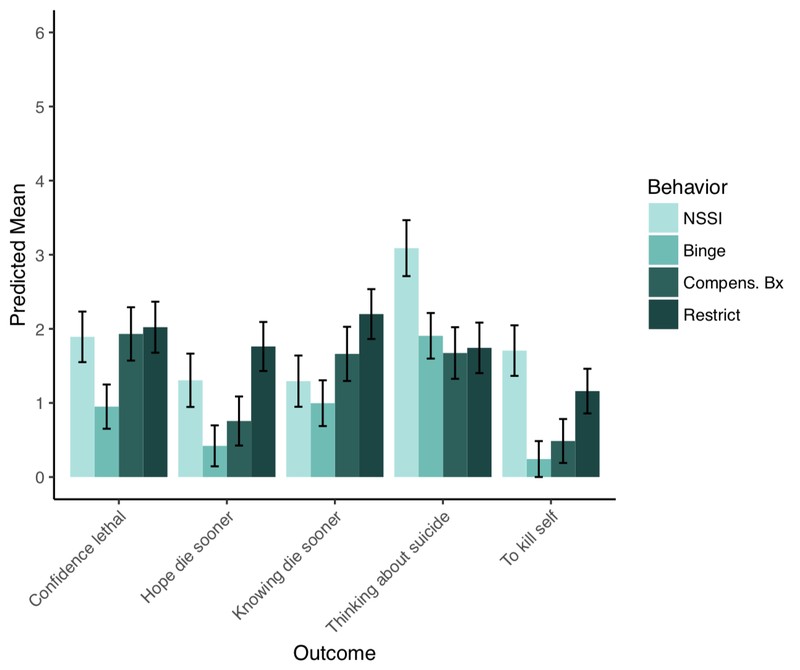 Predicted Mean
6
5
4
3
2
1
0
Confidence lethal
Hope die sooner
Knowing die sooner
Thinking about suicide
To kill self
Outcome
Behavior
NSSI
Binge
Compens. Bx
Restrict